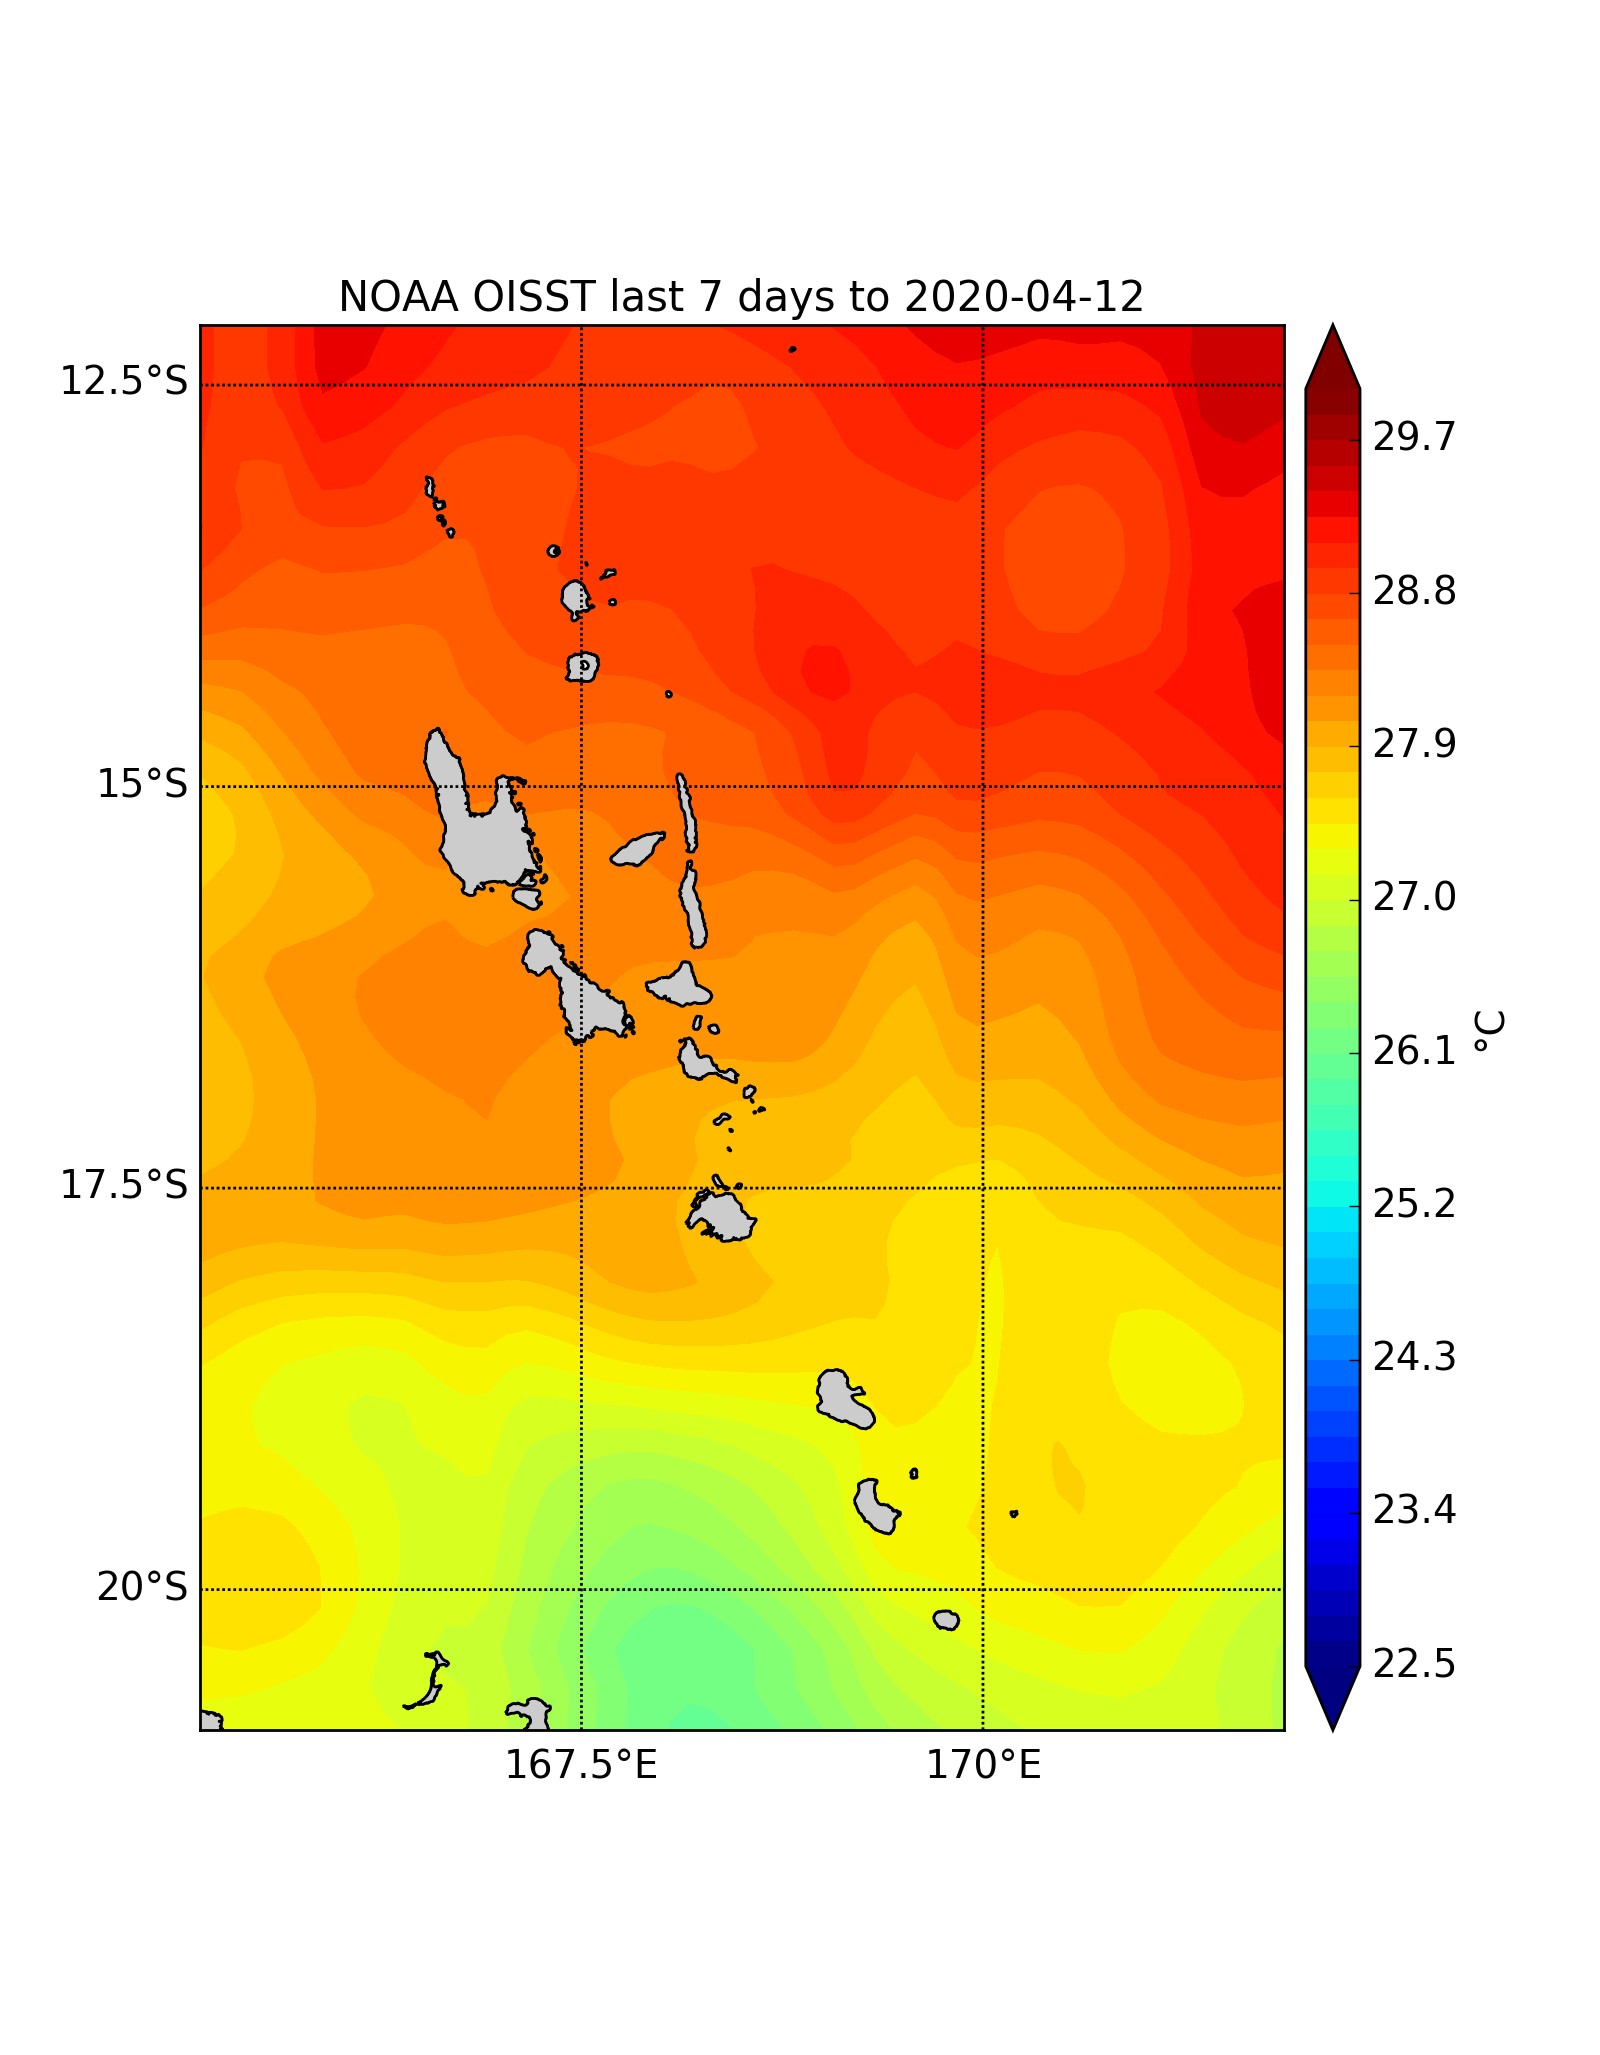 NOAA OISST last 7 days to 2020-04-12
12.5°S
15°S
17.5°S
20°S
167.5°E
170°E
29.7
28.8
27.9
27.0
26.1
25.2
24.3
23.4
22.5
°C